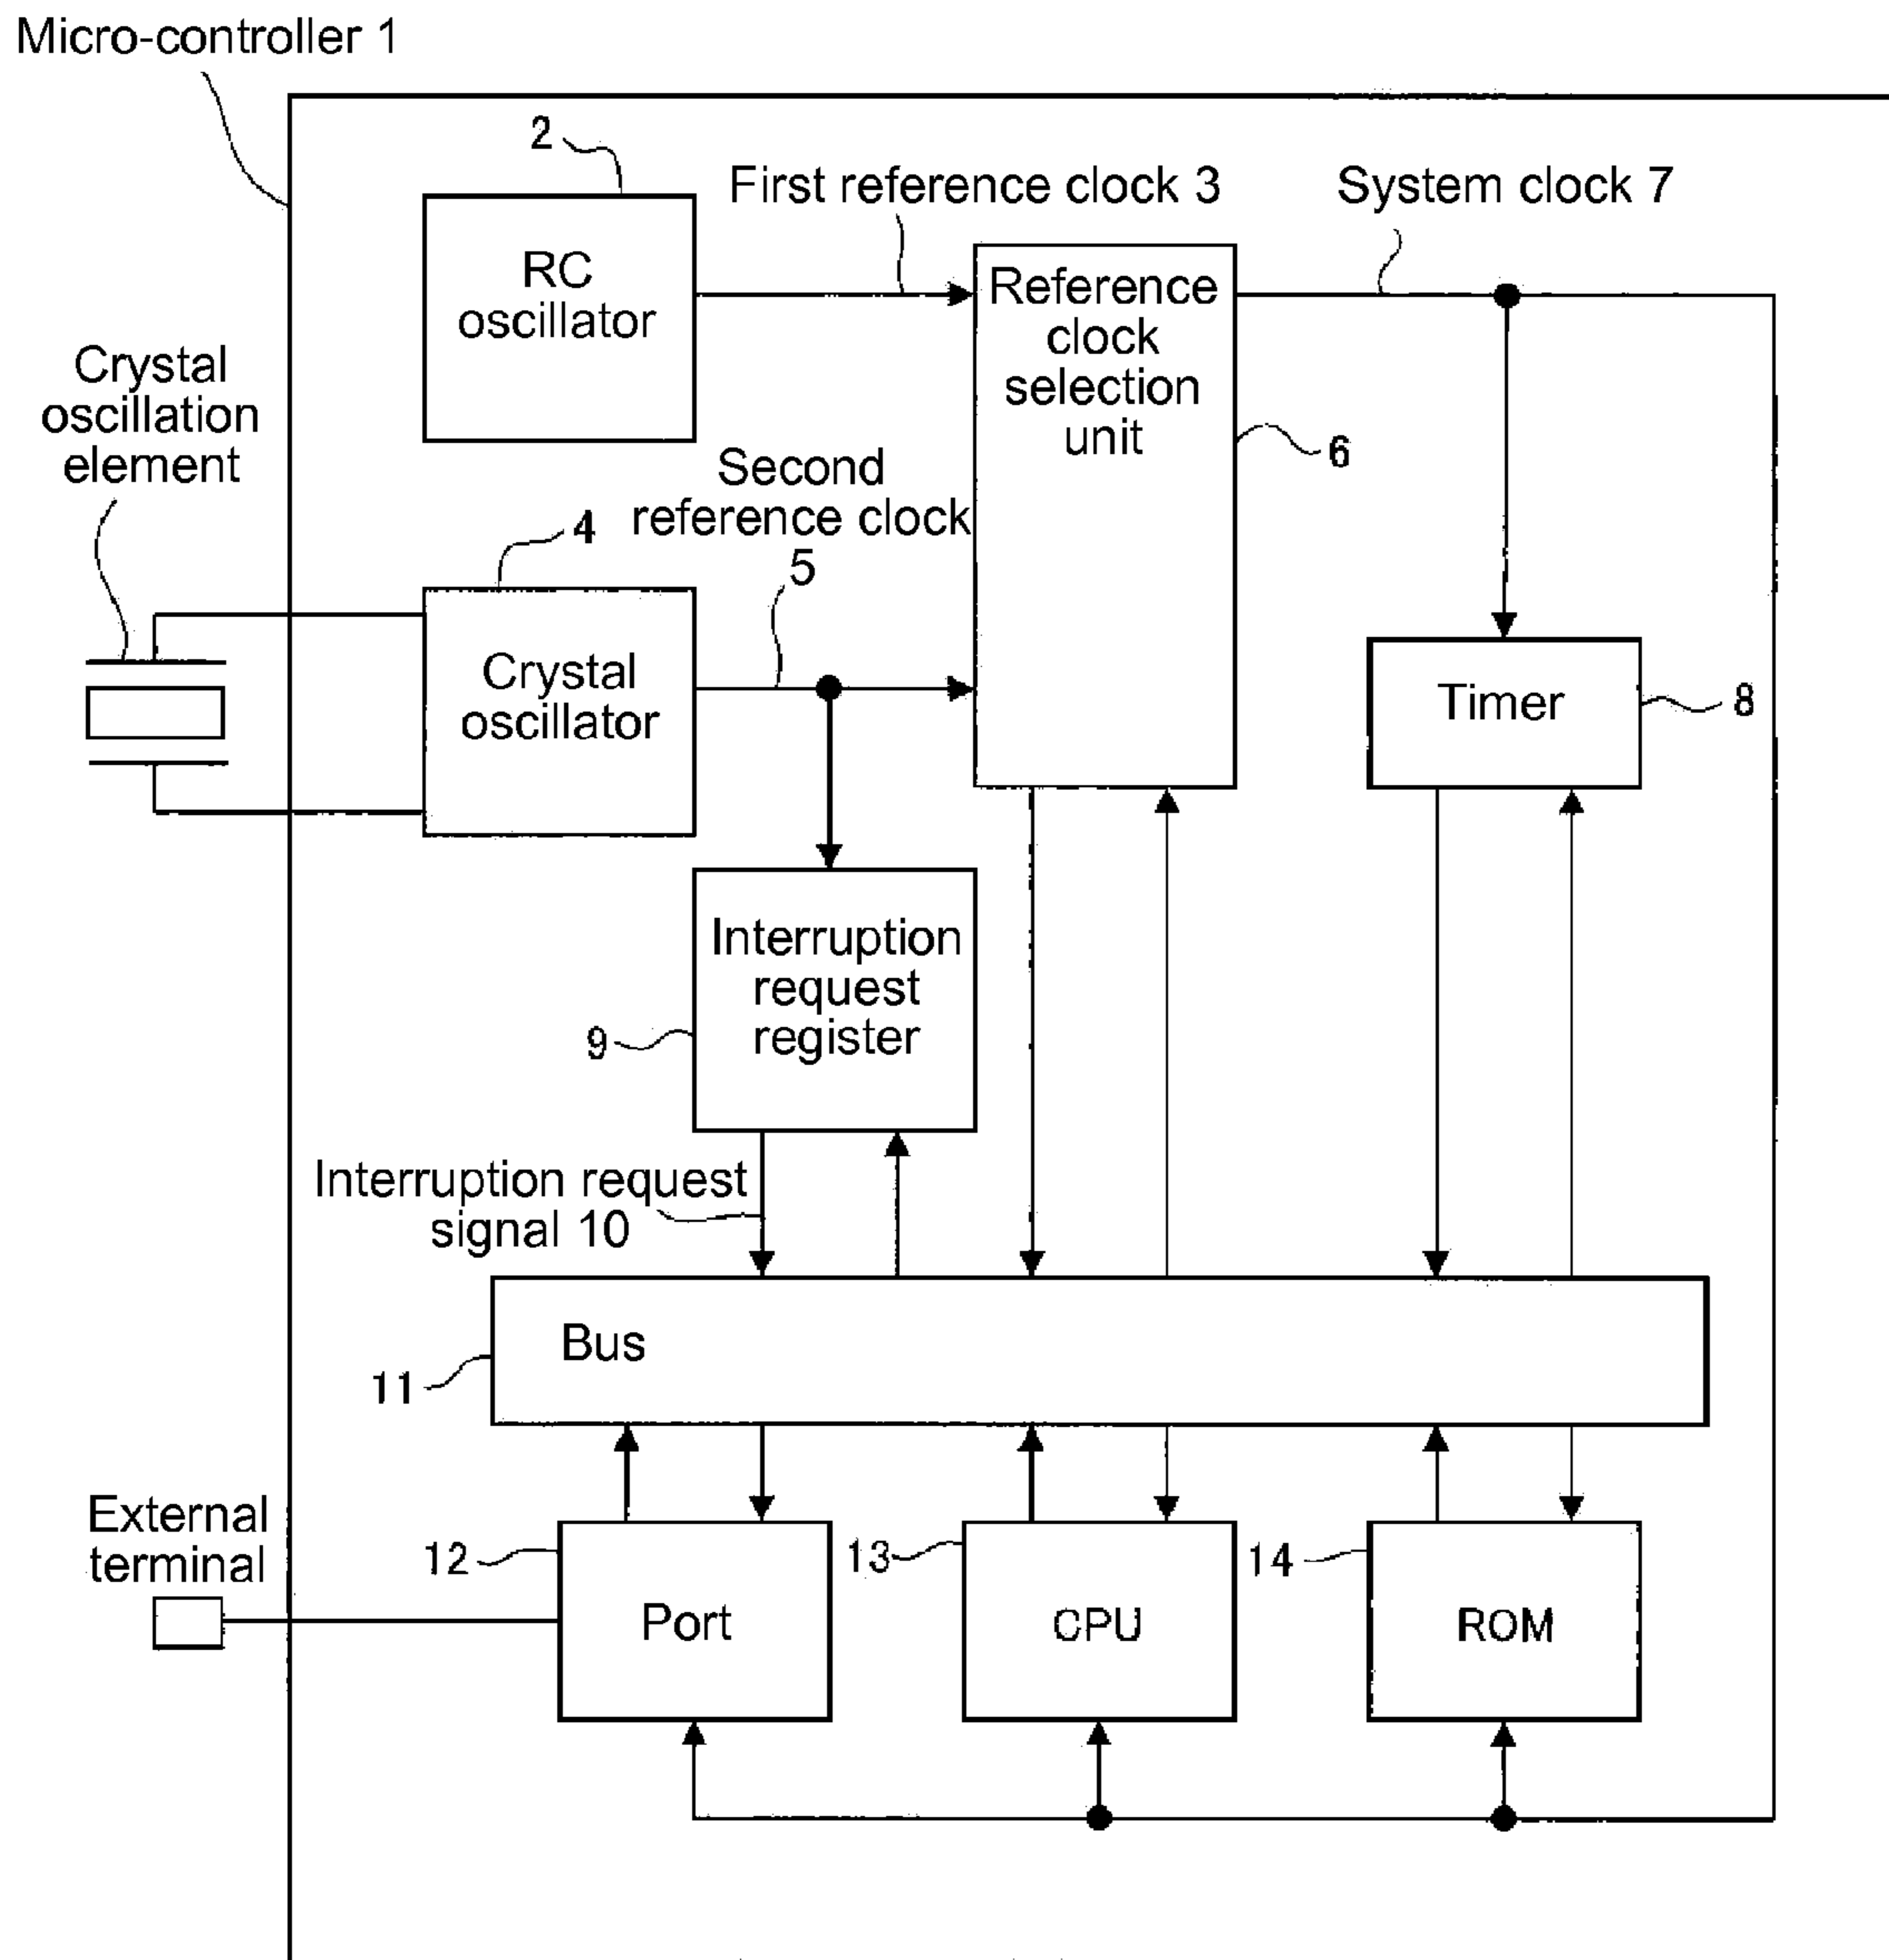 Micro-controller 1
2
First reference clock 3
System clock 7
RC
oscillator
Reference
clock
selection
unit
6
Crystal
oscillation
element
Second
reference clock
5
4
Crystal
oscillator
Timer
8
Interruption
request
register
9
Interruption request
signal 10
Bus
11
External
terminal
12
Port
13
CPU
14
ROM